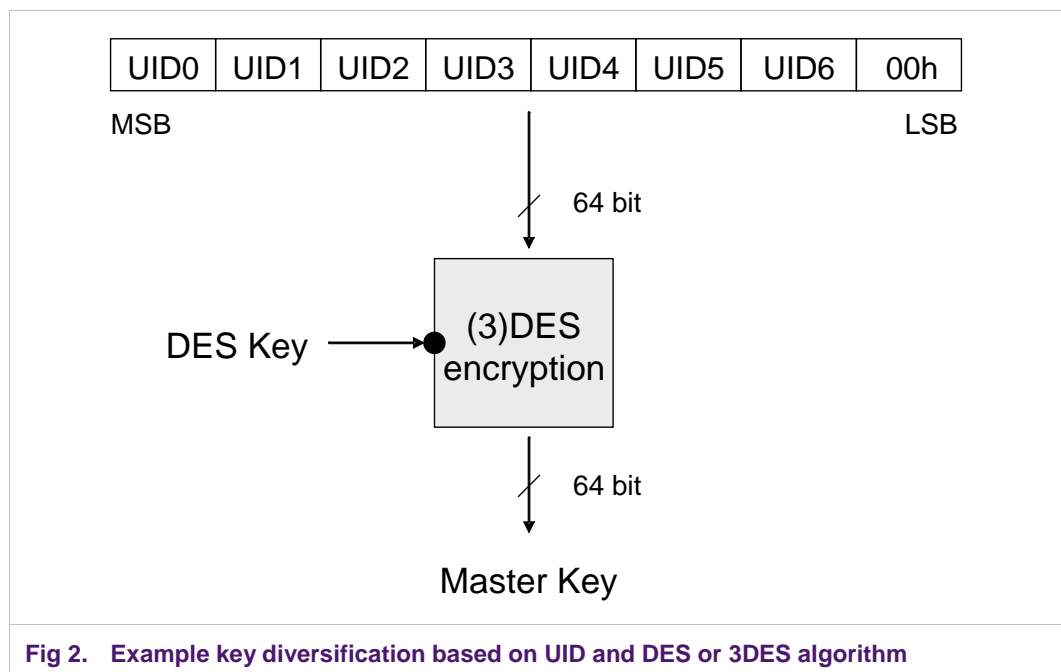 UID0 UID1 UID2 UID3 UID4 UID5 UID6 00h
MSB LSB
64 bit
DES Key
(3)DES
encryption
64 bit
Master Key
Fig 2. Example key diversification based on UID and DES or 3DES algorithm